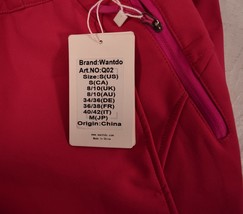 Brand:Wantdo
Art.NO:Q02
Size:S(US)
S(CA)
8/10(UK)
8/10(AU)
34/36(DE)
36/38(FR)
40/42(IT)
M(JP)
Origin:China